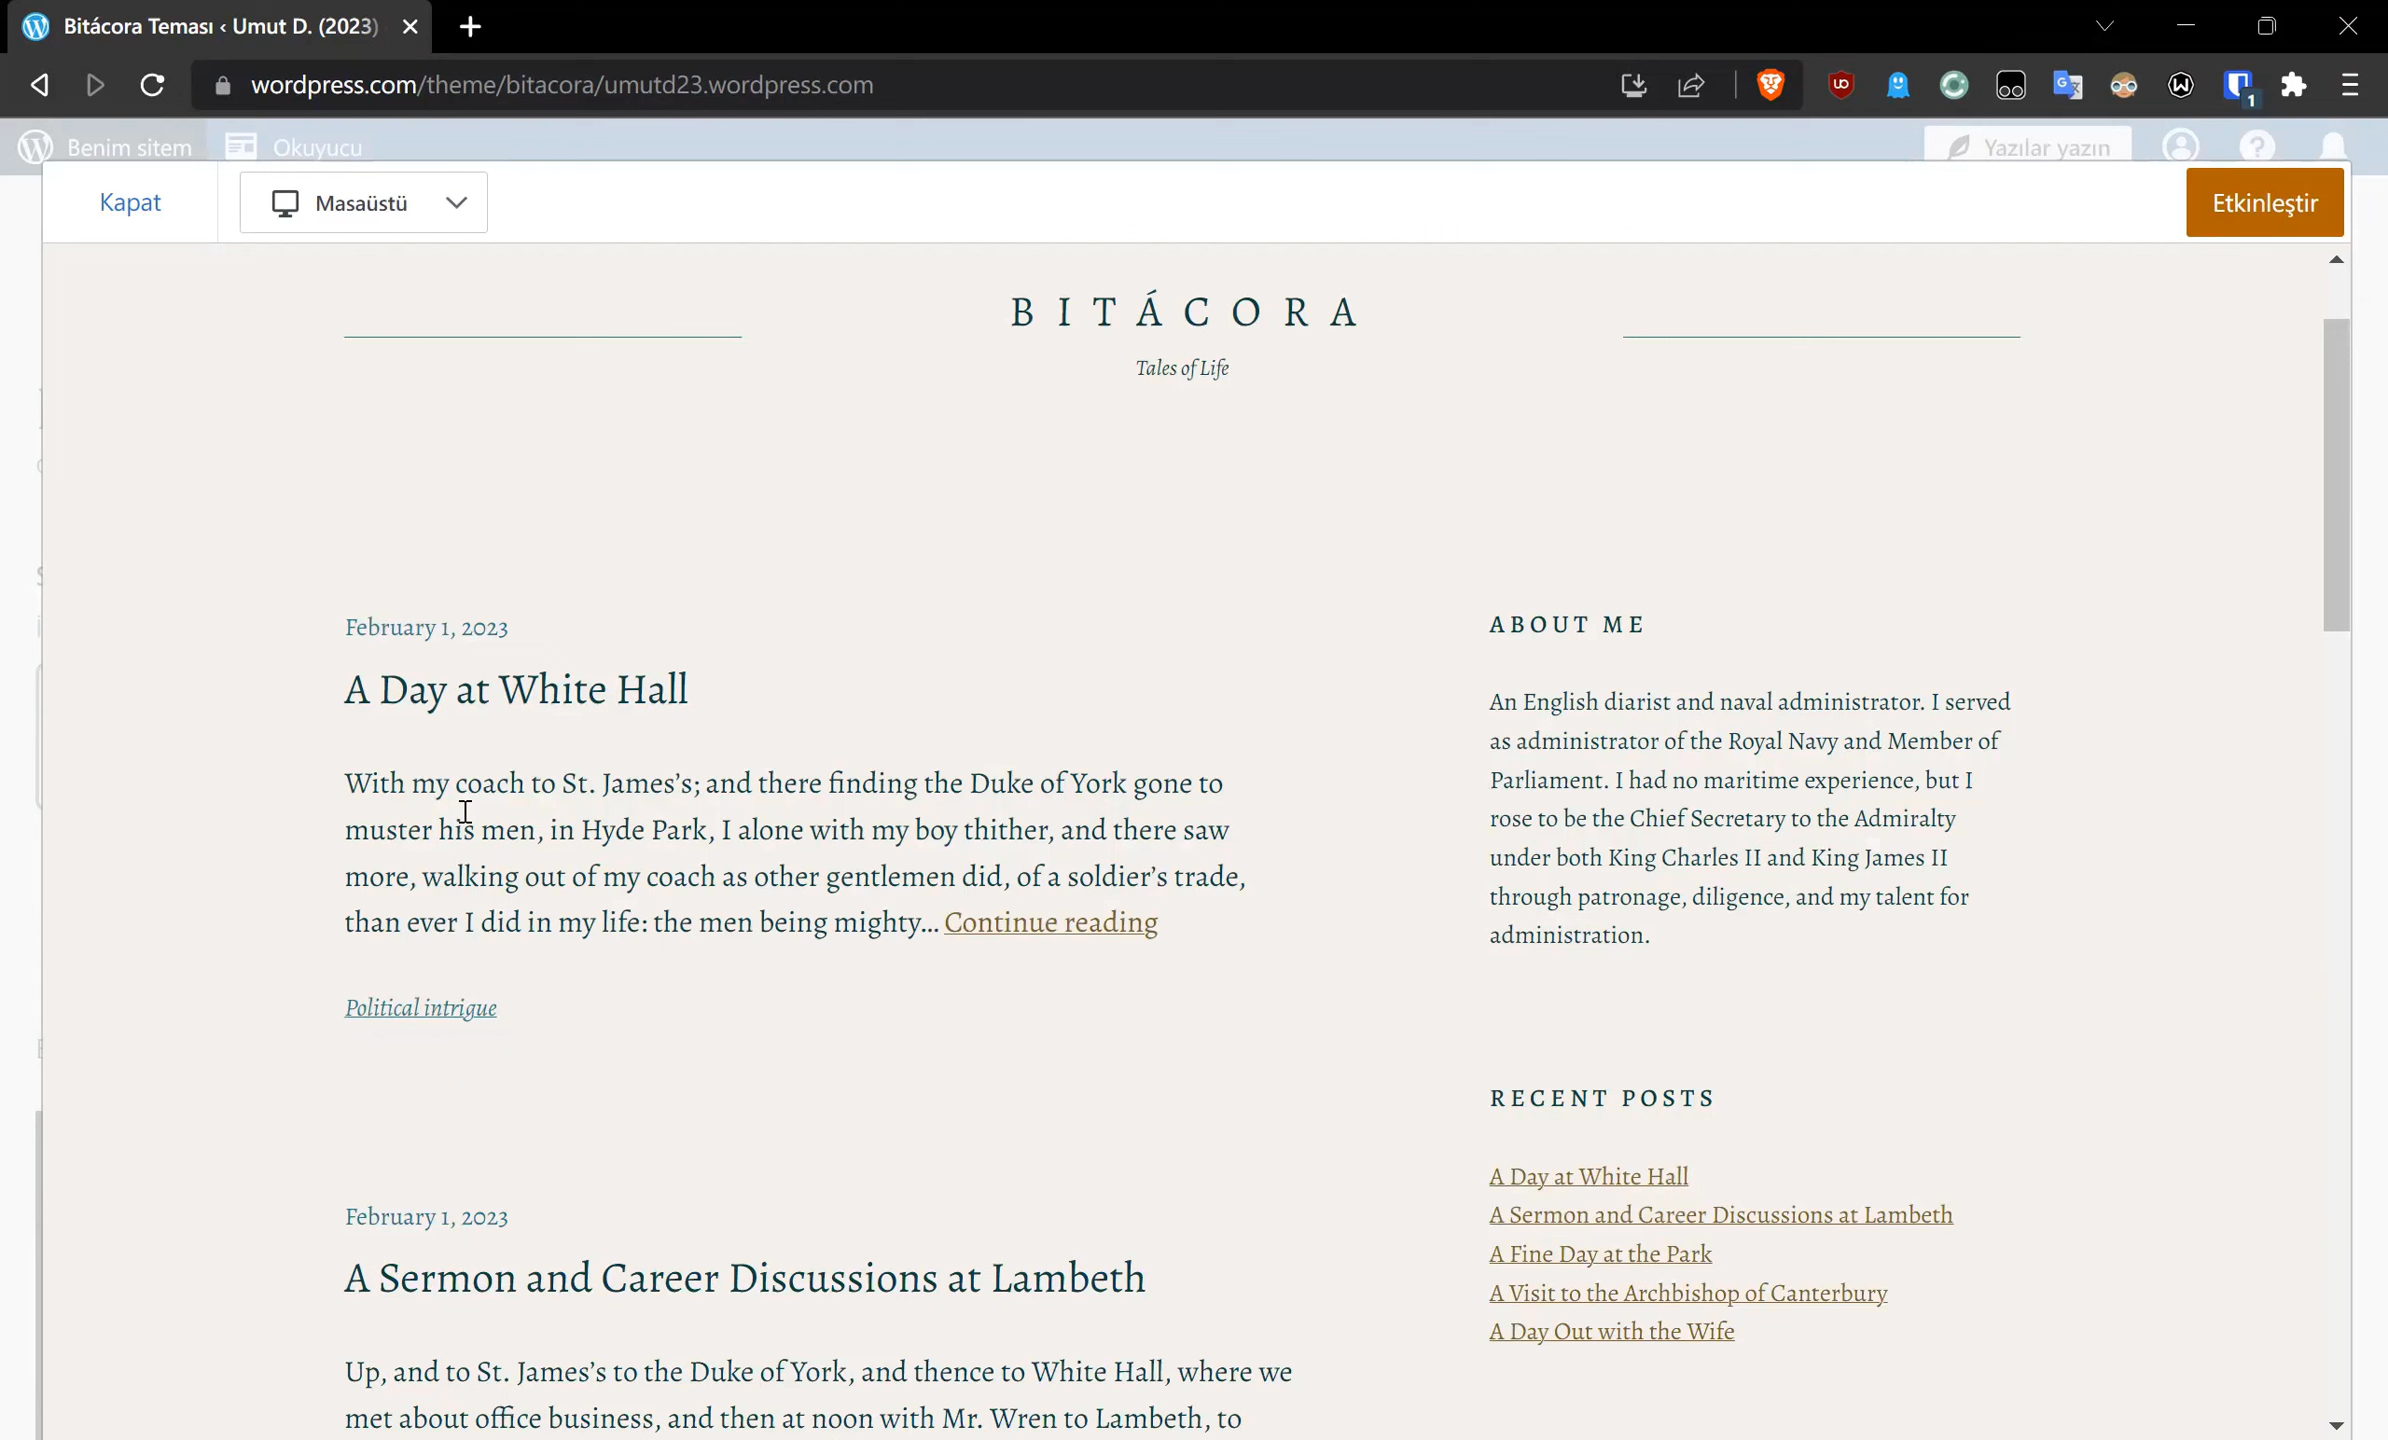 Bitácora Teması ‹ Umut D. (2023)
wordpress.com/theme/bitacora/umutd23.wordpress.com
1
Benim sitem
Okuyucu
Yazılar yazın
Kapat
Masaüstü
Etkinleştir
BITÁCORA
Tales of Life
February 1, 2023
A Day at White Hall
With my coach to St. James’s; and there finding the Duke of York gone to
muster his men, in Hyde Park, I alone with my boy thither, and there saw
more, walking out of my coach as other gentlemen did, of a soldier’s trade,
than ever I did in my life: the men being mighty… Continue reading
Political intrigue
February 1, 2023
A Sermon and Career Discussions at Lambeth
Up, and to St. James’s to the Duke of York, and thence to White Hall, where we
met about office business, and then at noon with Mr. Wren to Lambeth, to
ABOUT ME
An English diarist and naval administrator. I served
as administrator of the Royal Navy and Member of
Parliament. I had no maritime experience, but I
rose to be the Chief Secretary to the Admiralty
under both King Charles II and King James II
through patronage, diligence, and my talent for
administration.
RECENT POSTS
A Day at White Hall
A Sermon and Career Discussions at Lambeth
A Fine Day at the Park
A Visit to the Archbishop of Canterbury
A Day Out with the Wife